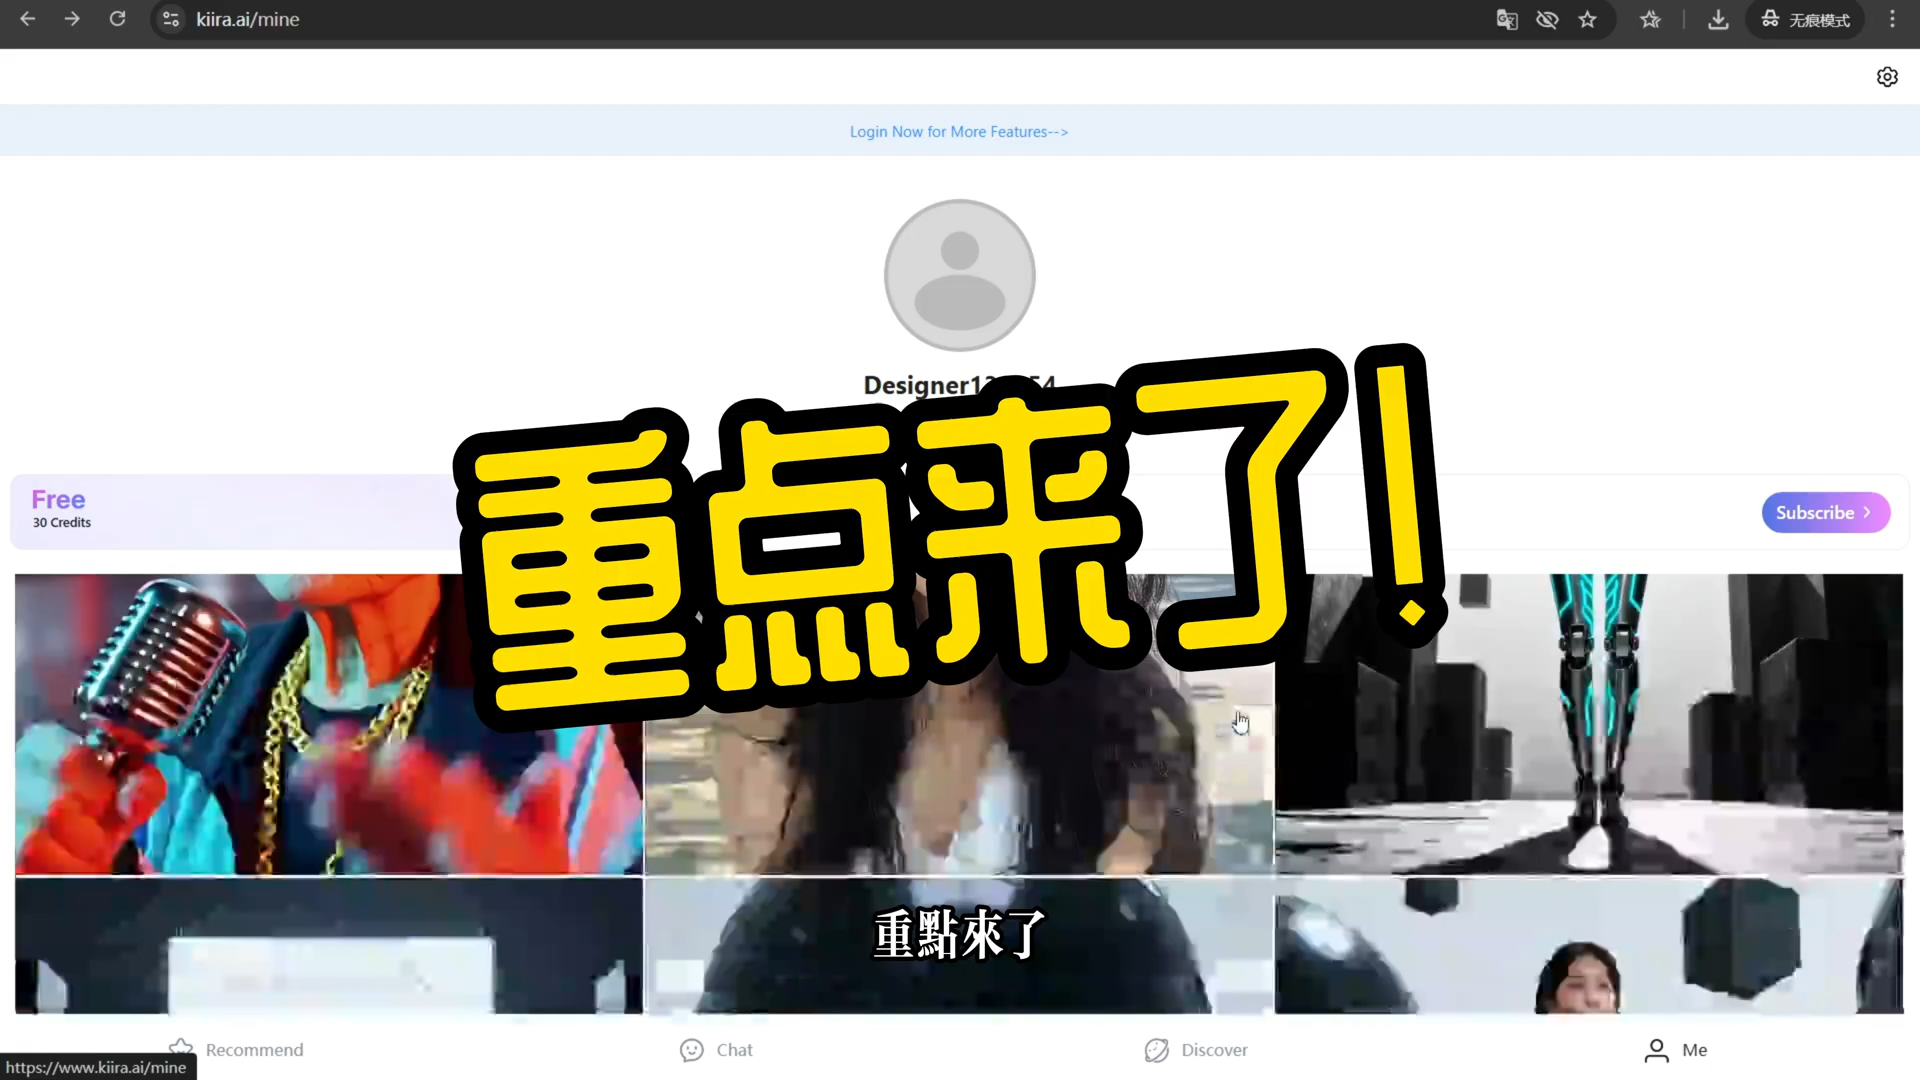 kiira.ai/mine
无痕模式
Login Now for More Features-->
Free
30 Credits
Subscribe >
重点来了!
重點來了
Recommend
Chat
Discover
Me
https://www.kiira.ai/mine